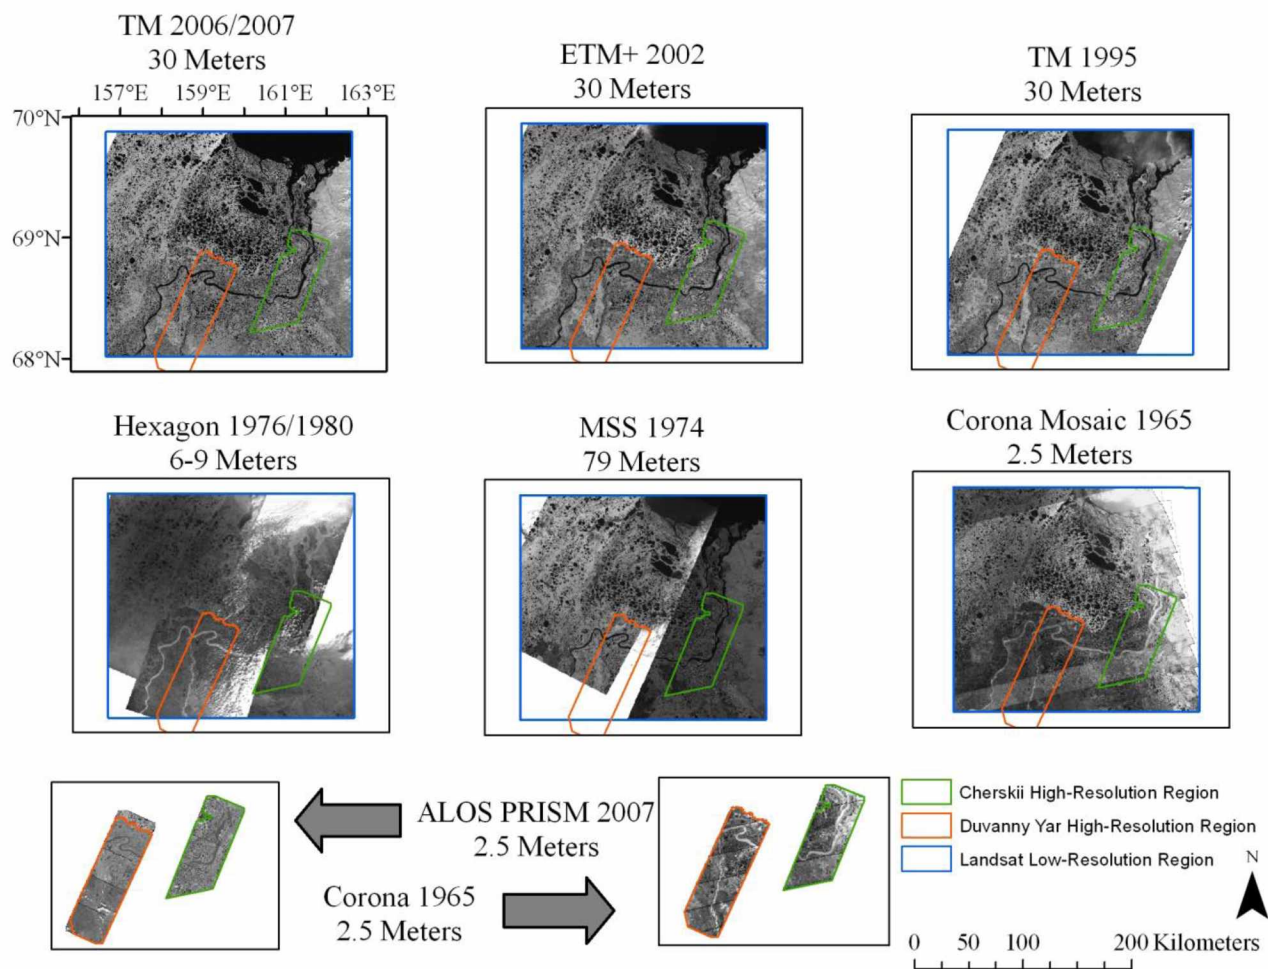 TM 2006/2007
30 Meters
157°E 159°E 161°E 163°E
70°N
69°N
68°N
ETM+ 2002
30 Meters
TM 1995
30 Meters
Hexagon 1976/1980
6-9 Meters
MSS 1974
79 Meters
Corona Mosaic 1965
2.5 Meters
ALOS PRISM 2007
2.5 Meters
Corona 1965
2.5 Meters
Cherskii High-Resolution Region
Duvanny Yar High-Resolution Region
Landsat Low-Resolution Region
N
0 50 100 200 Kilometers